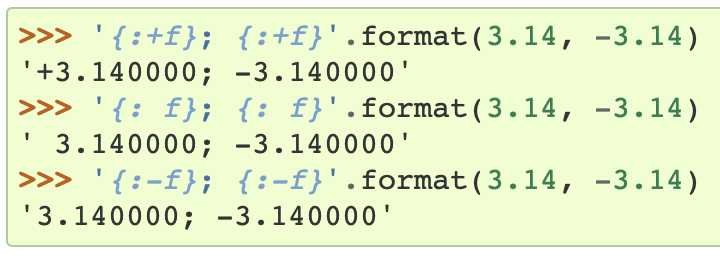 >>> '{:+f}; {:+f}'.format(3.14, -3.14)
'+3.140000; -3.140000'
>>> '{: f}; {: f}'.format(3.14, -3.14)
' 3.140000; -3.140000'
>>> '{:-f}; {:-f}'.format(3.14, -3.14)
'3.140000; -3.140000'